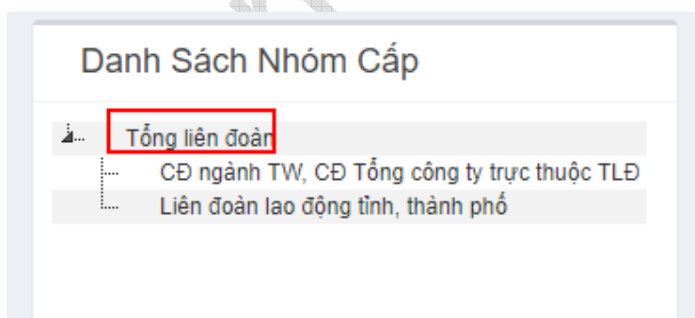 Danh Sách Nhóm Cấp
Tổng liên đoàn
CĐ ngành TW, CĐ Tổng công ty trực thuộc TLĐ
Liên đoàn lao động tỉnh, thành phố